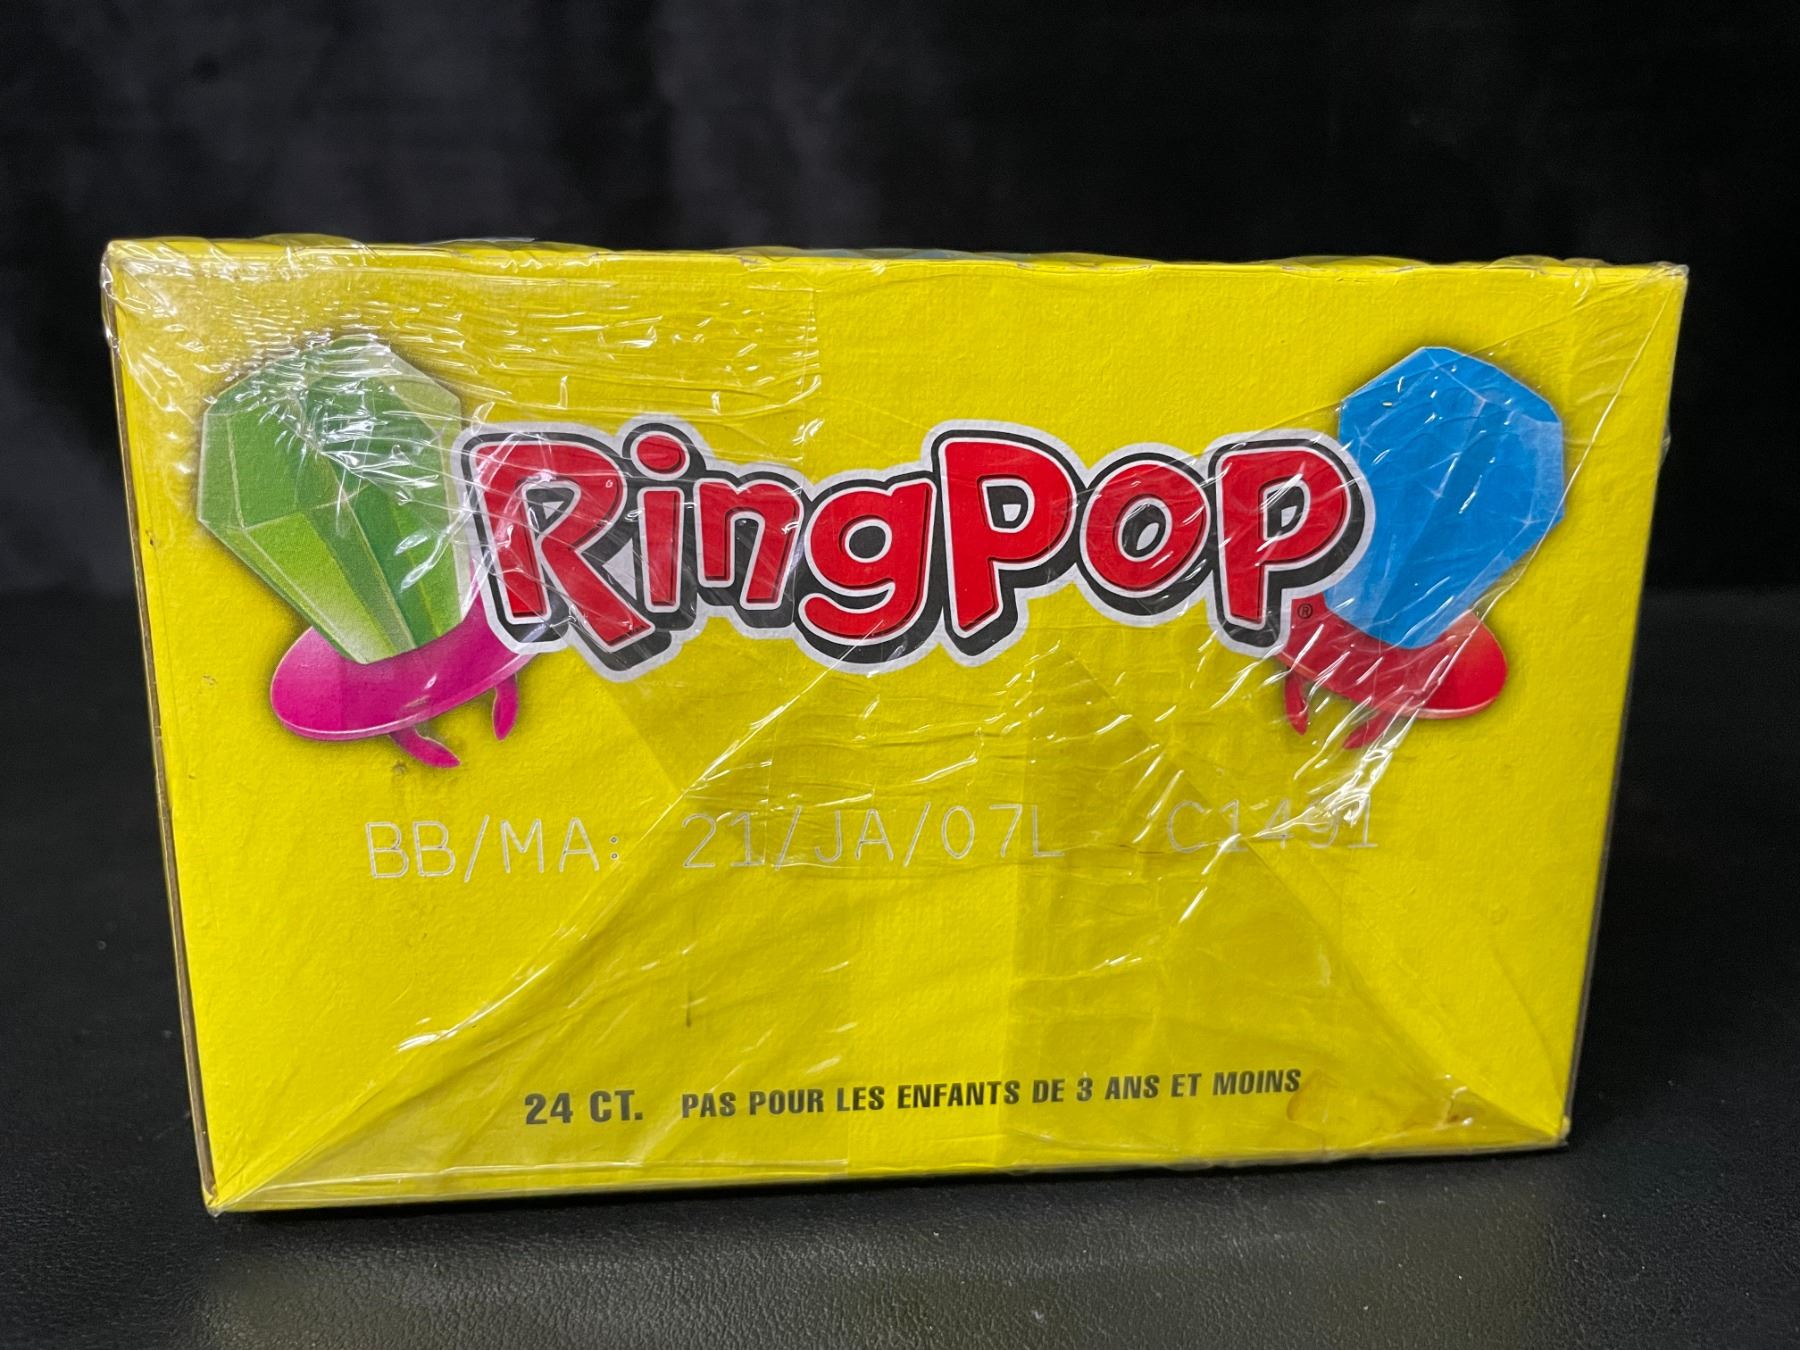 RingPop®
BB/MA: 21/JA/07L C1491
24 CT. PAS POUR LES ENFANTS DE 3 ANS ET MOINS